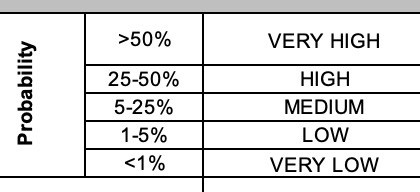 Probability
>50% VERY HIGH
25-50% HIGH
5-25% MEDIUM
1-5% LOW
<1% VERY LOW